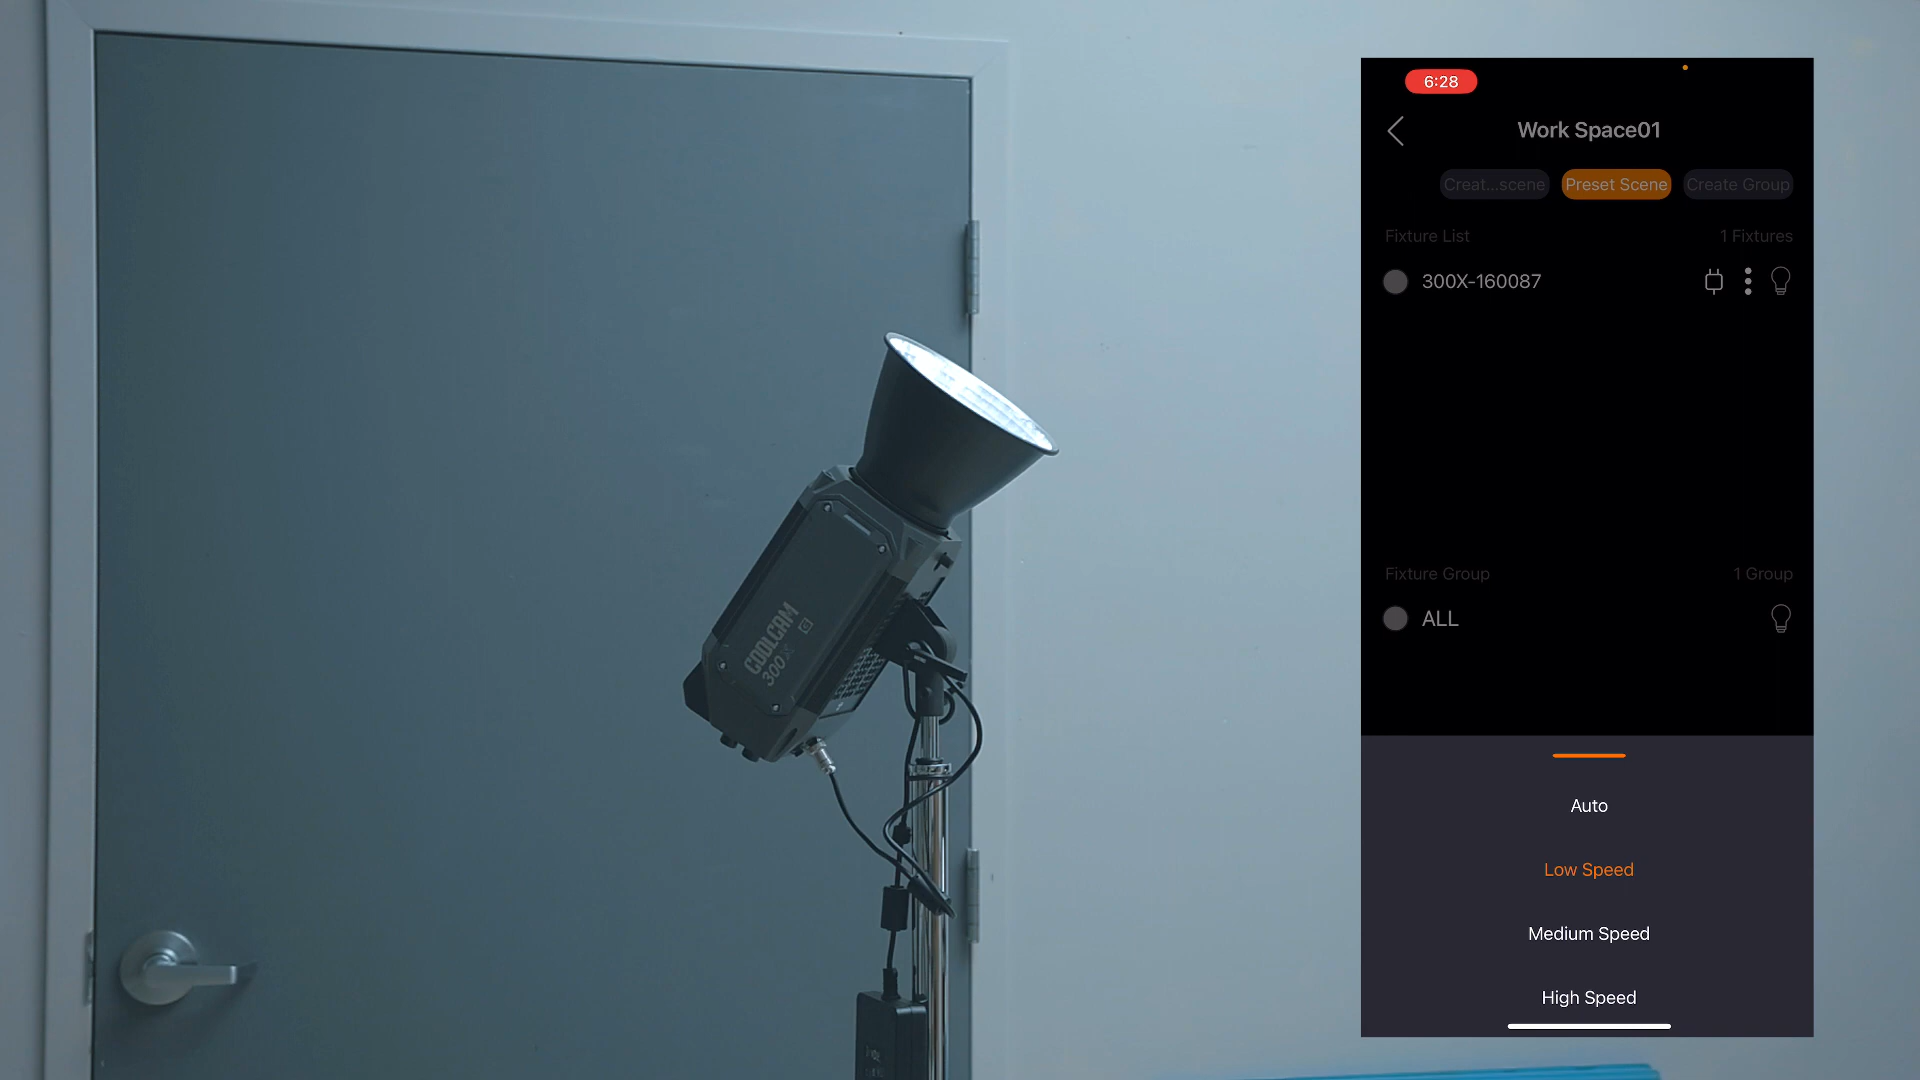 6:28
Work Space01
Creat...scene
Preset Scene
Create Group
Fixture List
1 Fixtures
300X-160087
Fixture Group
1 Group
ALL
Auto
Low Speed
Medium Speed
High Speed
COOLCAM
300X